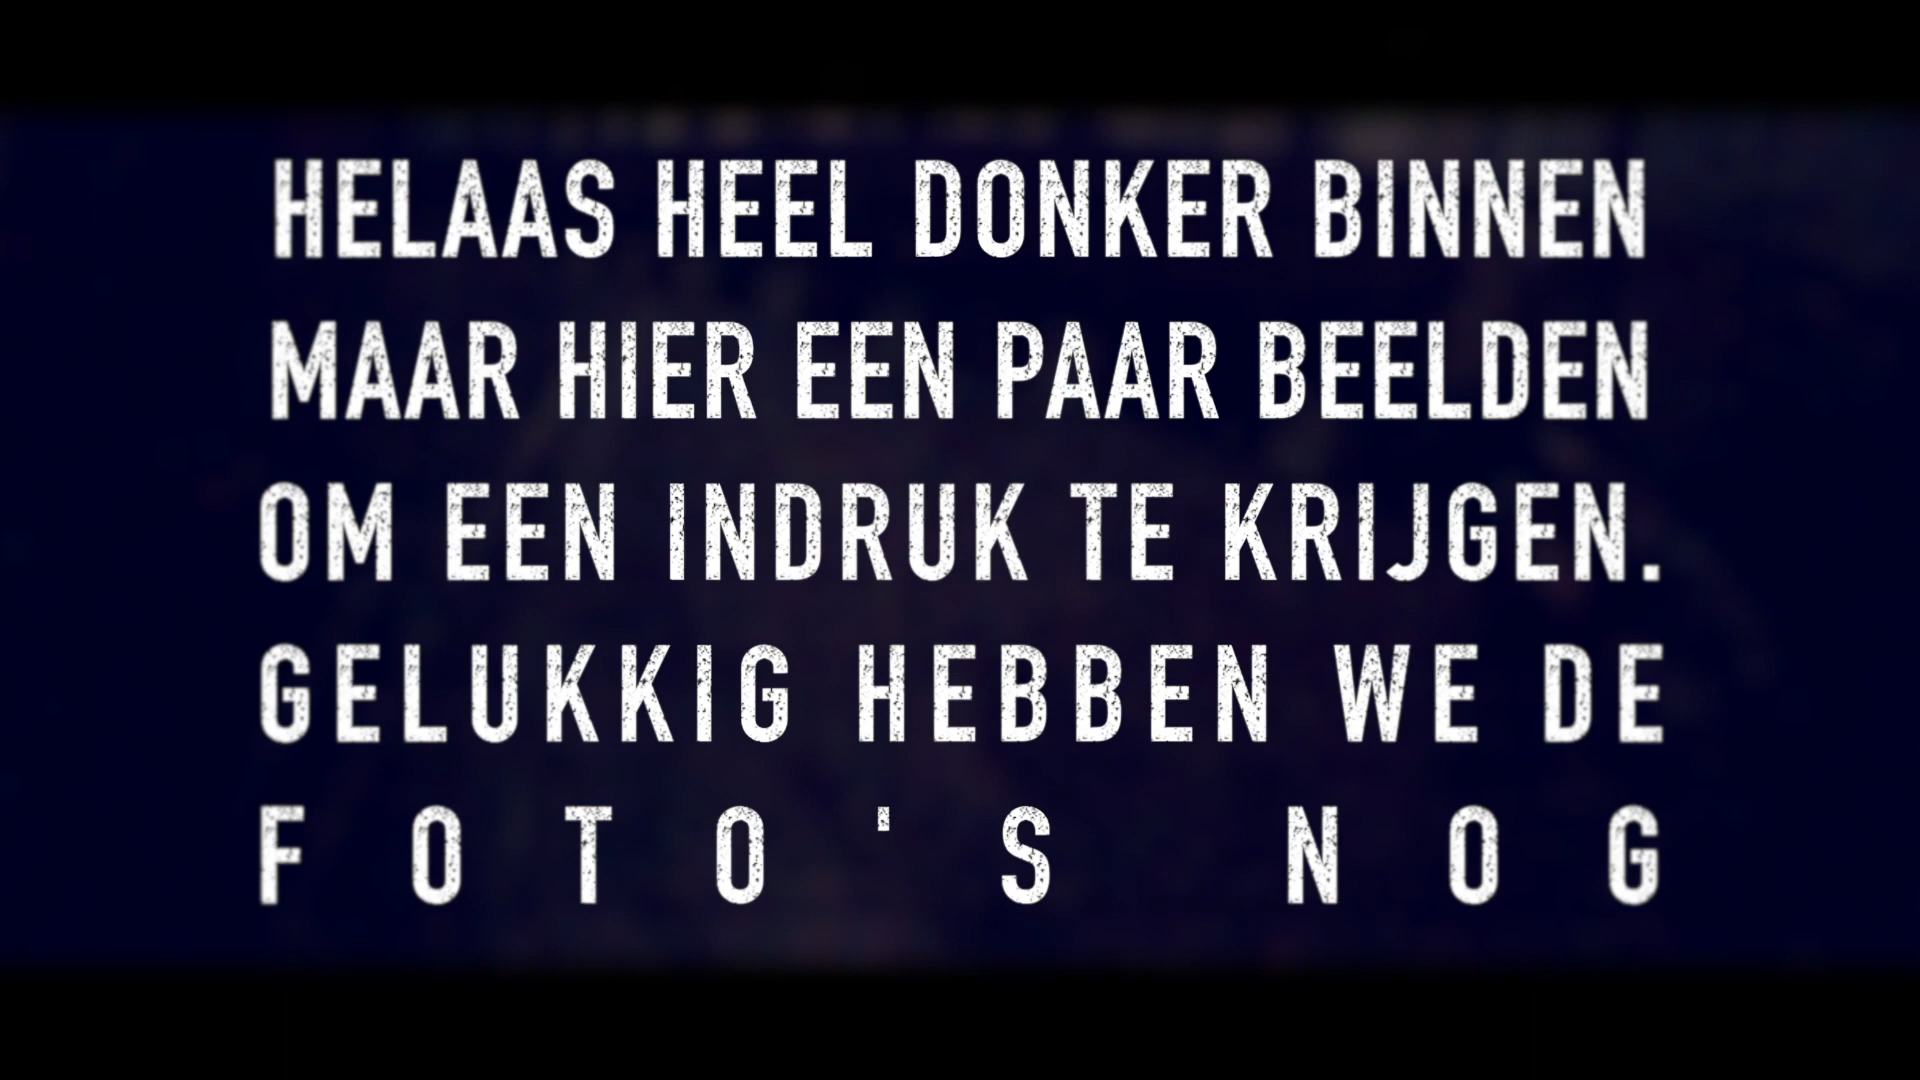 HELAAS HEEL DONKER BINNEN
MAAR HIER EEN PAAR BEELDEN
OM EEN INDRUK TE KRIJGEN.
GELUKKIG HEBBEN WE DE
FOTO'S NOG